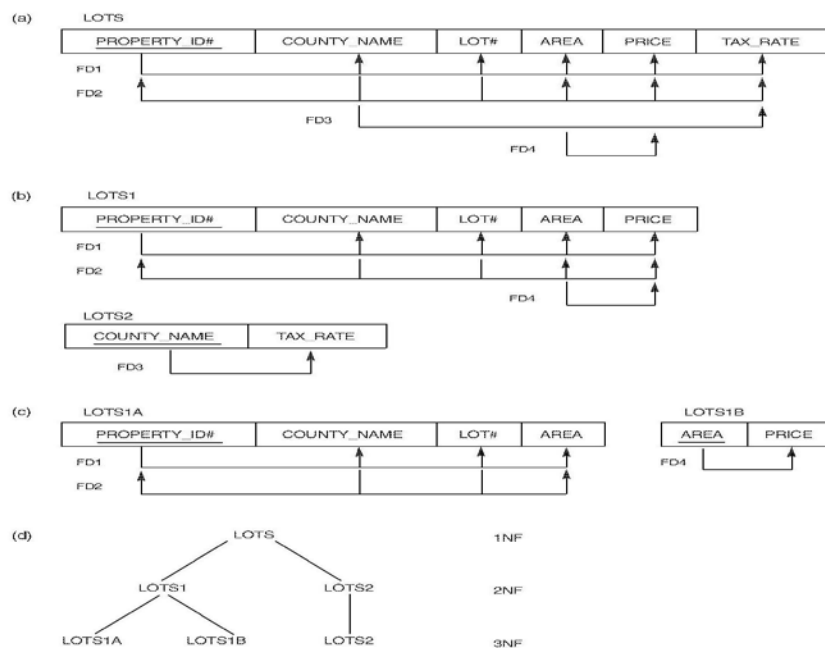 (a) LOTS
PROPERTY_ID# COUNTY_NAME LOT# AREA PRICE TAX_RATE
FD1
FD2
FD3
FD4
(b) LOTS1
PROPERTY_ID# COUNTY_NAME LOT# AREA PRICE
FD1
FD2
FD4
LOTS2
COUNTY_NAME TAX_RATE
FD3
(c) LOTS1A LOTS1B
PROPERTY_ID# COUNTY_NAME LOT# AREA AREA PRICE
FD1 FD4
FD2
(d) LOTS 1NF
LOTS1 LOTS2 2NF
LOTS1A LOTS1B LOTS2 3NF